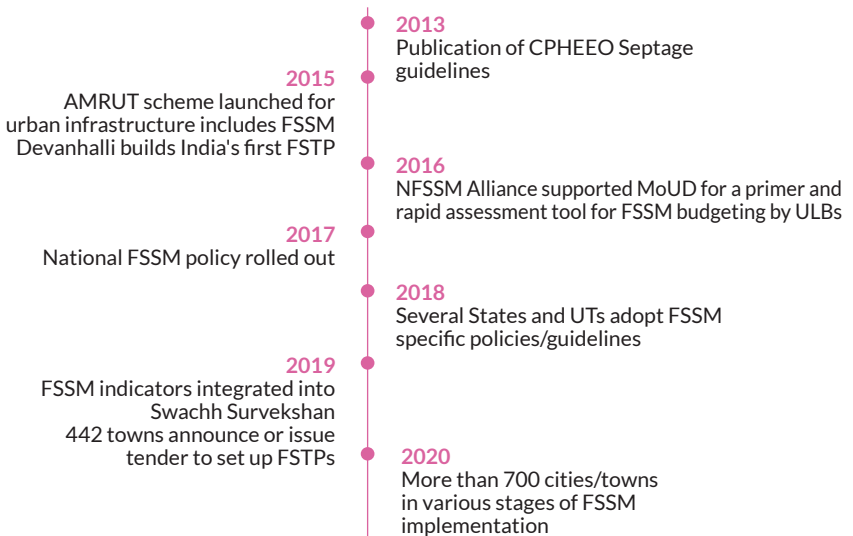 2013
Publication of CPHEEO Septage
guidelines
2015
AMRUT scheme launched for
urban infrastructure includes FSSM
Devanhalli builds India's first FSTP
2016
NFSSM Alliance supported MoUD for a primer and
rapid assessment tool for FSSM budgeting by ULBs
2017
National FSSM policy rolled out
2018
Several States and UTs adopt FSSM
specific policies/guidelines
2019
FSSM indicators integrated into
Swachh Survekshan
442 towns announce or issue
tender to set up FSTPs
2020
More than 700 cities/towns
in various stages of FSSM
implementation